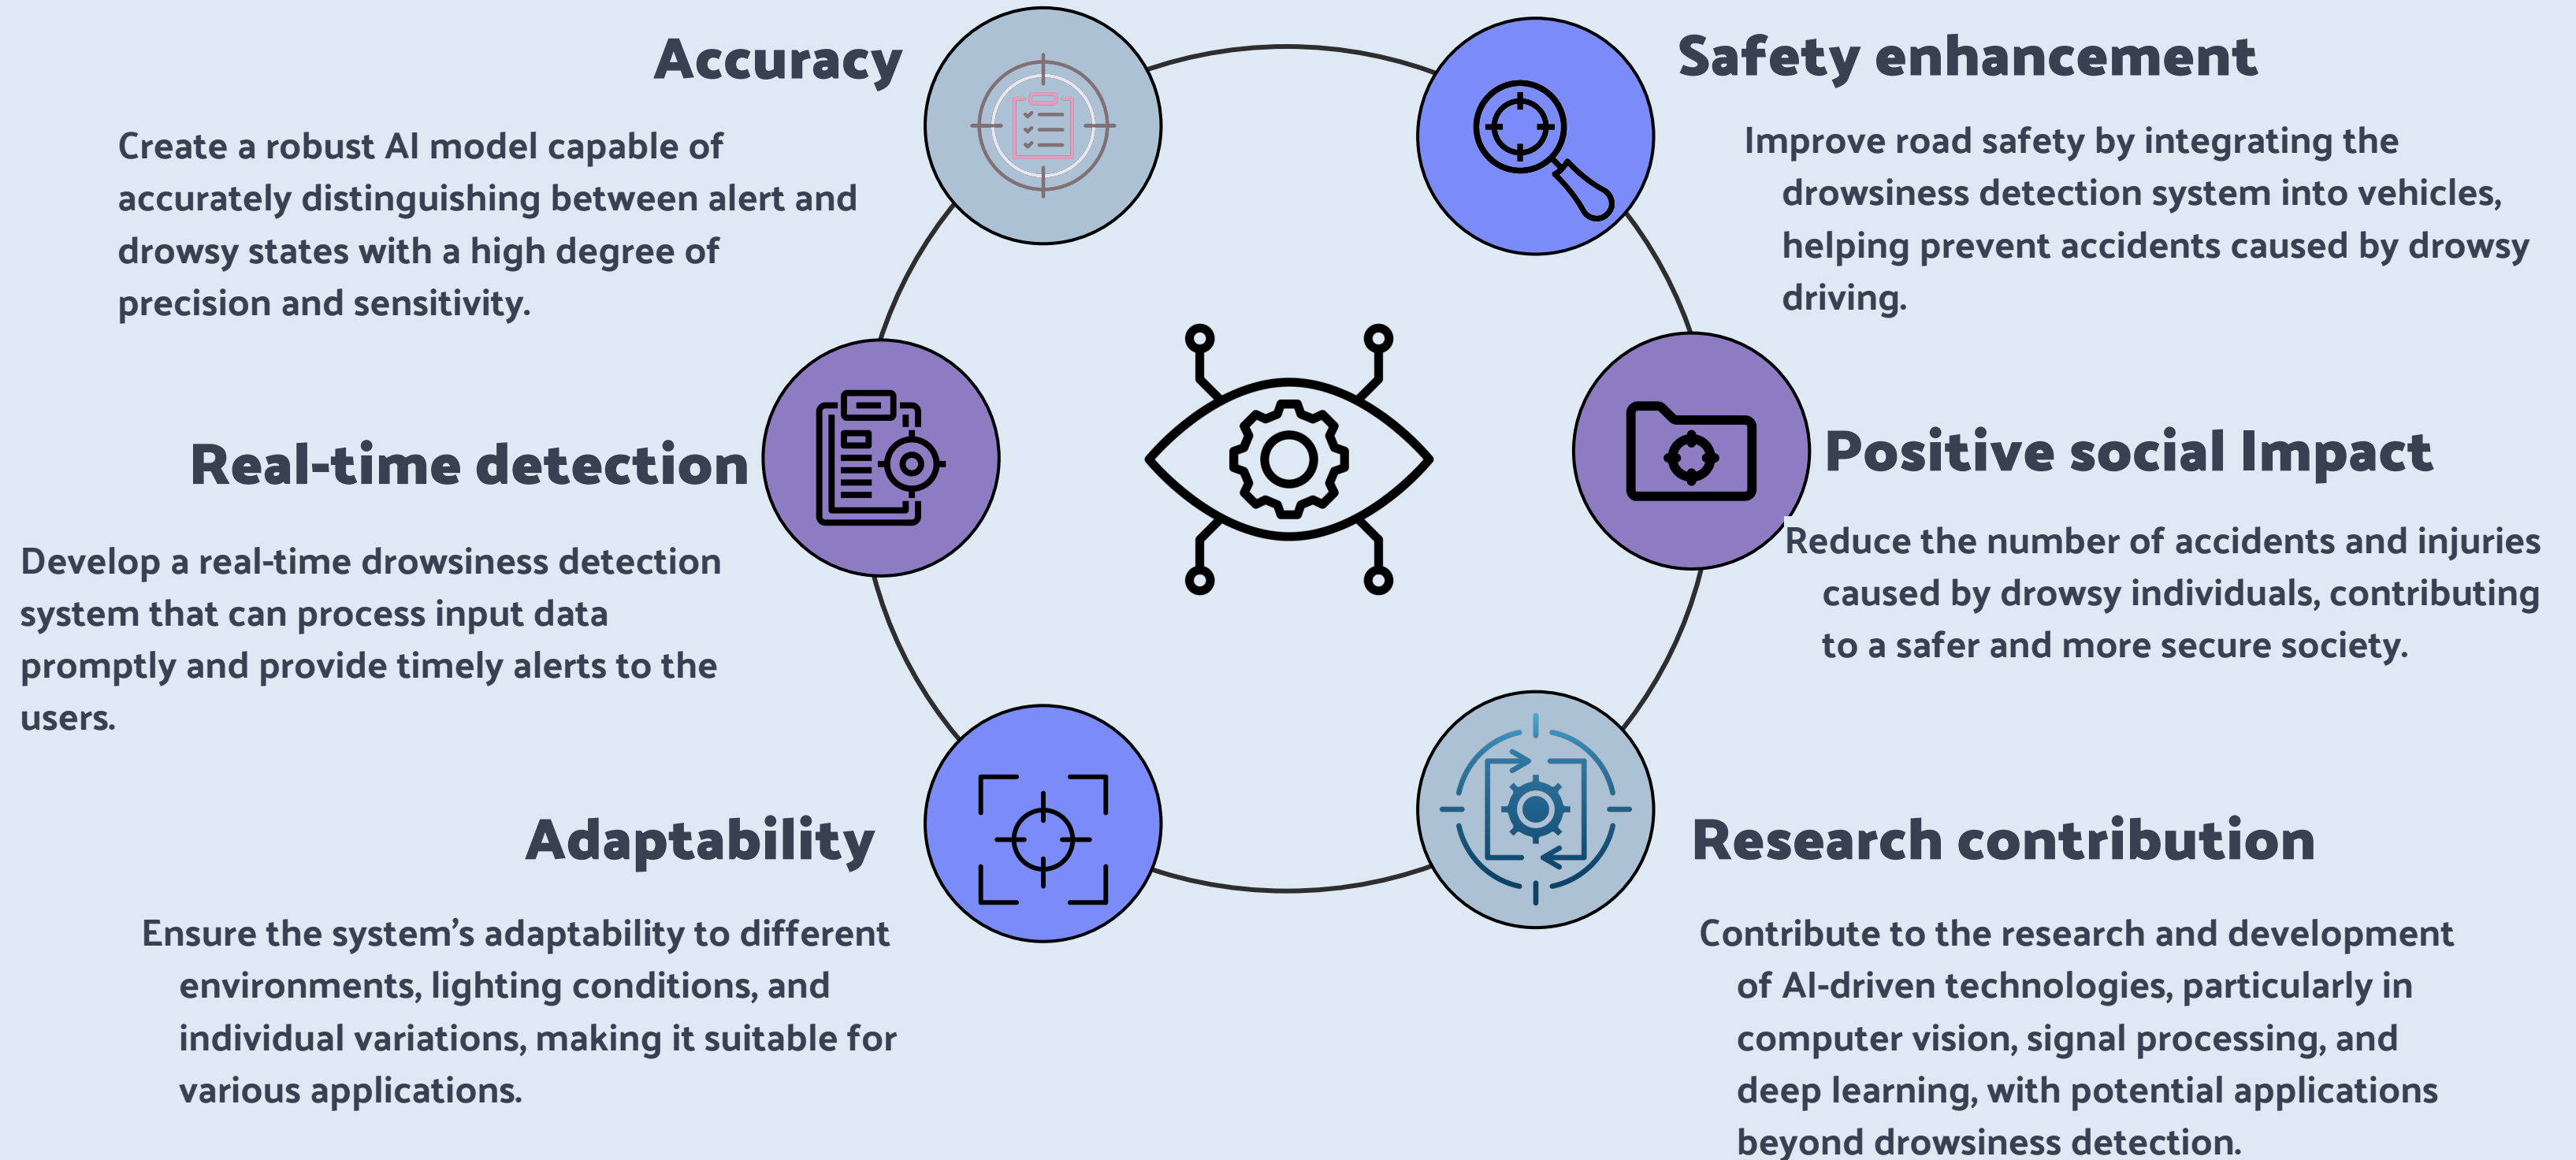 Accuracy
Create a robust AI model capable of
accurately distinguishing between alert and
drowsy states with a high degree of
precision and sensitivity.
Real-time detection
Develop a real-time drowsiness detection
system that can process input data
promptly and provide timely alerts to the
users.
Adaptability
Ensure the system's adaptability to different
environments, lighting conditions, and
individual variations, making it suitable for
various applications.
Safety enhancement
Improve road safety by integrating the
drowsiness detection system into vehicles,
helping prevent accidents caused by drowsy
driving.
Positive social Impact
Reduce the number of accidents and injuries
caused by drowsy individuals, contributing
to a safer and more secure society.
Research contribution
Contribute to the research and development
of AI-driven technologies, particularly in
computer vision, signal processing, and
deep learning, with potential applications
beyond drowsiness detection.